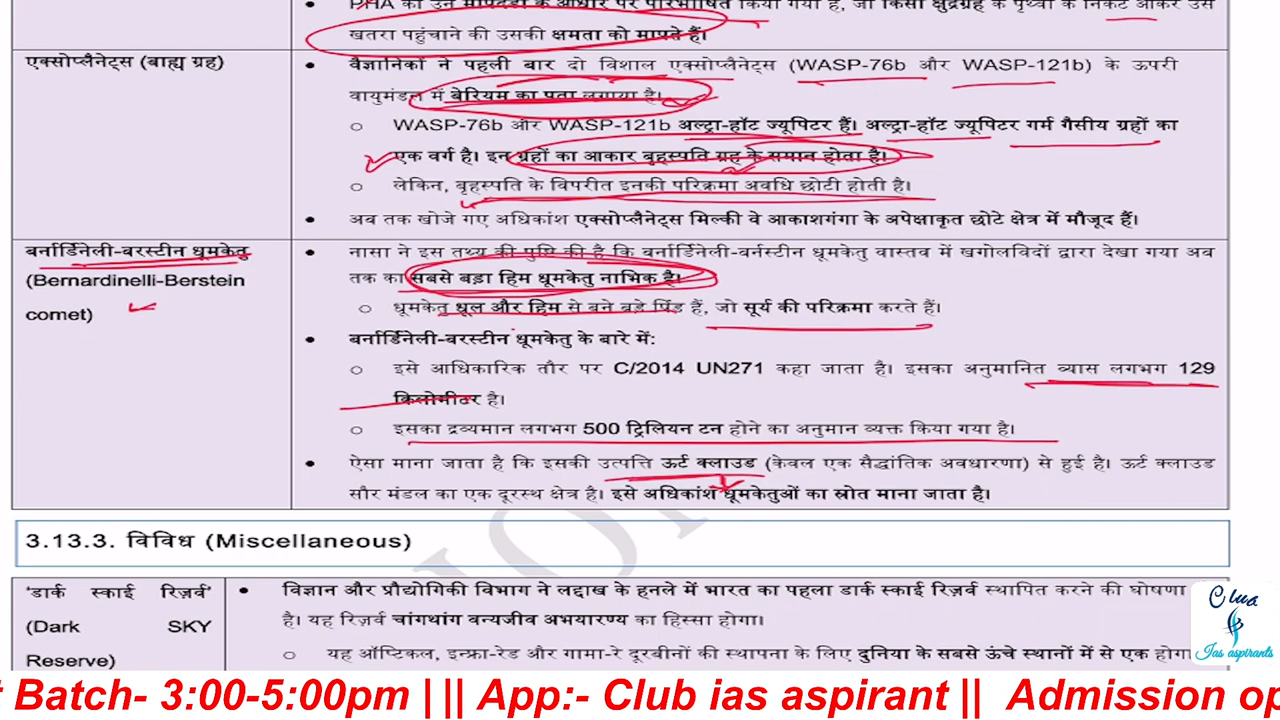 PHA को उन मापदंडों के आधार पर परिभाषित किया गया है, जो किसी क्षुद्रग्रह के पृथ्वी के निकट आकर उसे
खतरा पहुंचाने की उसकी क्षमता को मापते हैं।
एक्सोप्लैनेट्स (बाह्य ग्रह)
● वैज्ञानिकों ने पहली बार दो विशाल एक्सोप्लैनेट्स (WASP-76b और WASP-121b) के ऊपरी
वायुमंडल में बेरियम का पता लगाया है।
○ WASP-76b और WASP-121b अल्ट्रा-हॉट ज्यूपिटर हैं। अल्ट्रा-हॉट ज्यूपिटर गर्म गैसीय ग्रहों का
एक वर्ग है। इन ग्रहों का आकार बृहस्पति ग्रह के समान होता है।
○ लेकिन, बृहस्पति के विपरीत इनकी परिक्रमा अवधि छोटी होती है।
● अब तक खोजे गए अधिकांश एक्सोप्लैनेट्स मिल्की वे आकाशगंगा के अपेक्षाकृत छोटे क्षेत्र में मौजूद हैं।
बर्नार्डिनेली-बरस्टीन धूमकेतु
(Bernardinelli-Berstein
comet)
● नासा ने इस तथ्य की पुष्टि की है कि बर्नार्डिनेली-बर्नस्टीन धूमकेतु वास्तव में खगोलविदों द्वारा देखा गया अब
तक का सबसे बड़ा हिम धूमकेतु नाभिक है।
○ धूमकेतु धूल और हिम से बने बड़े पिंड हैं, जो सूर्य की परिक्रमा करते हैं।
● बर्नार्डिनेली-बरस्टीन धूमकेतु के बारे में:
○ इसे आधिकारिक तौर पर C/2014 UN271 कहा जाता है। इसका अनुमानित व्यास लगभग 129
किलोमीटर है।
○ इसका द्रव्यमान लगभग 500 ट्रिलियन टन होने का अनुमान व्यक्त किया गया है।
● ऐसा माना जाता है कि इसकी उत्पत्ति ऊर्ट क्लाउड (केवल एक सैद्धांतिक अवधारणा) से हुई है। ऊर्ट क्लाउड
सौर मंडल का एक दूरस्थ क्षेत्र है। इसे अधिकांश धूमकेतुओं का स्रोत माना जाता है।
3.13.3. विविध (Miscellaneous)
'डार्क स्काई रिज़र्व'
(Dark SKY
Reserve)
● विज्ञान और प्रौद्योगिकी विभाग ने लद्दाख के हनले में भारत का पहला डार्क स्काई रिज़र्व स्थापित करने की घोषणा
है। यह रिज़र्व चांगथांग वन्यजीव अभयारण्य का हिस्सा होगा।
○ यह ऑप्टिकल, इन्फ्रा-रेड और गामा-रे दूरबीनों की स्थापना के लिए दुनिया के सबसे ऊंचे स्थानों में से एक होगा
Club
Ias aspirants
Batch- 3:00-5:00pm | || App:- Club ias aspirant || Admission op